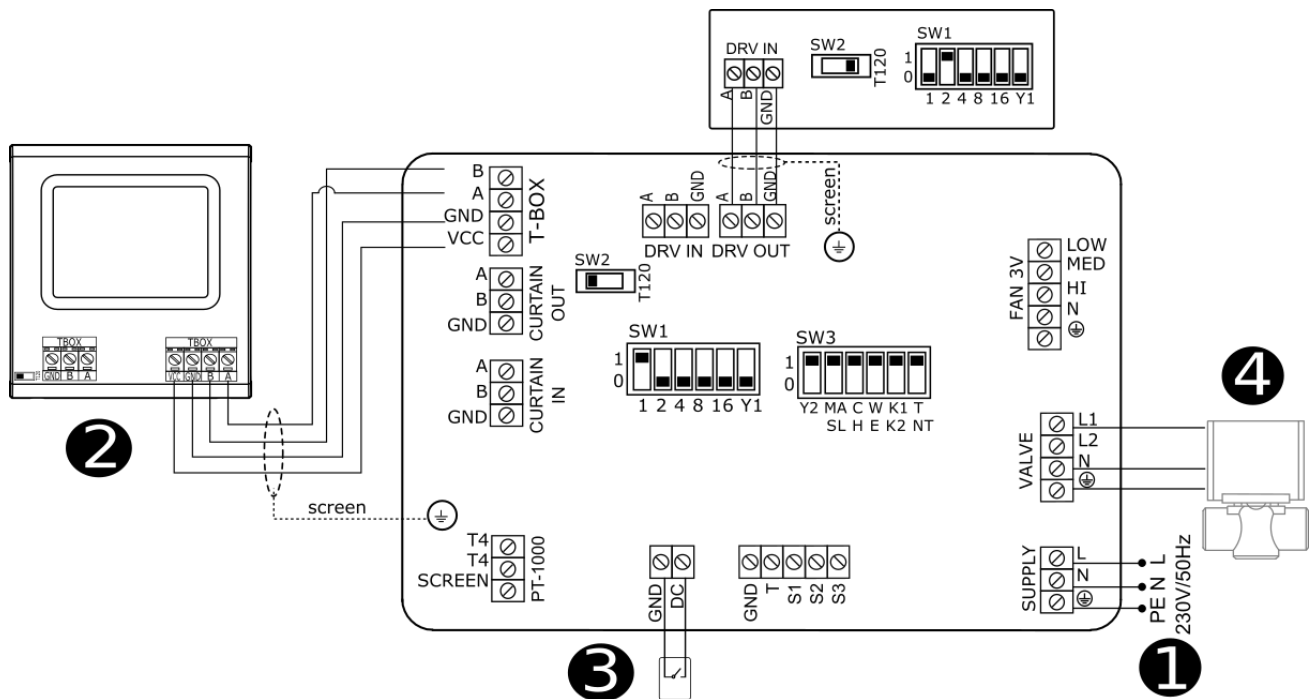 DRV IN
A
B
GND
SW2
T120
SW1
1
0
1 2 4 8 16 Y1
B
A
GND
VCC
T-BOX
A
B
GND
DRV IN
A
B
GND
DRV OUT
screen
SW2
T120
A
B
GND
CURTAIN
OUT
A
B
GND
CURTAIN
IN
SW1
1
0
1 2 4 8 16 Y1
SW3
1
0
Y2 MA C W K1 T
SL H E K2 NT
FAN 3V
LOW
MED
HI
N
TBOX
GND B A
TBOX
VCC GND B A
2
screen
VALVE
L1
L2
N
4
T4
T4
SCREEN
PT-1000
GND
DC
GND
T
S1
S2
S3
SUPPLY
L
N
L
N
PE
230V/50Hz
3
1